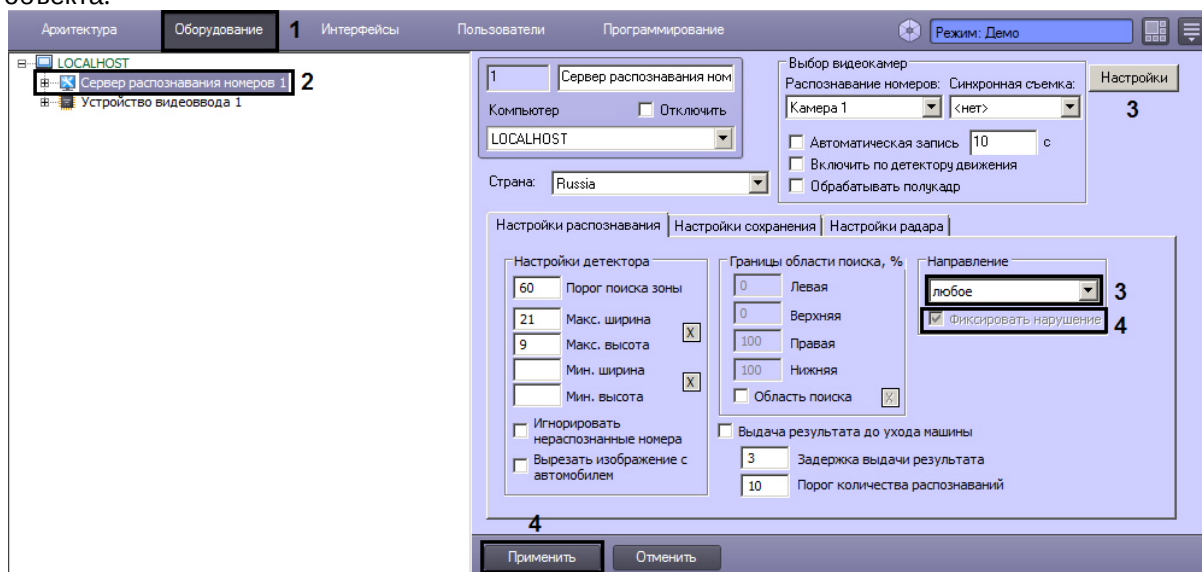 объекта.
Архитектура Оборудование 1 Интерфейсы Пользователи Программирование Режим: Демо
LOCALHOST
Сервер распознавания номеров 1 2
Устройство видеоввода 1
1 Сервер распознавания ном
Компьютер Отключить
LOCALHOST
Страна: Russia
Выбор видеокамер
Распознавание номеров: Синхронная съемка:
Камера 1 <нет>
Автоматическая запись 10 с
Включить по детектору движения
Обрабатывать полукадр
Настройки
3
Настройки распознавания Настройки сохранения Настройки радара
Настройки детектора
60 Порог поиска зоны
21 Макс. ширина
X
9 Макс. высота
Мин. ширина
X
Мин. высота
Игнорировать
нераспознанные номера
Вырезать изображение с
автомобилем
Границы области поиска, %
0 Левая
0 Верхняя
100 Правая
100 Нижняя
Область поиска X
Направление
любое 3
Фиксировать нарушение 4
Выдача результата до ухода машины
3 Задержка выдачи результата
10 Порог количества распознаваний
4
Применить Отменить